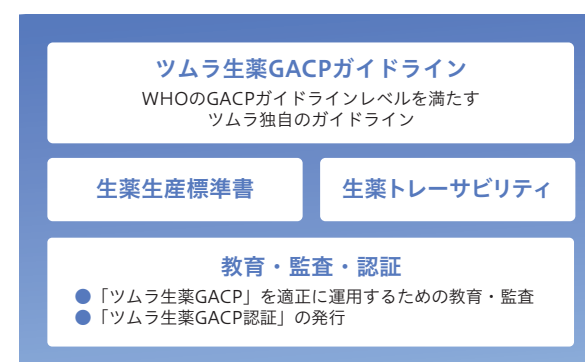 ツムラ生薬GACPガイドライン
WHOのGACPガイドラインレベルを満たす
ツムラ独自のガイドライン
生薬生産標準書
生薬トレーサビリティ
教育・監査・認証
●「ツムラ生薬GACP」を適正に運用するための教育・監査
●「ツムラ生薬GACP認証」の発行